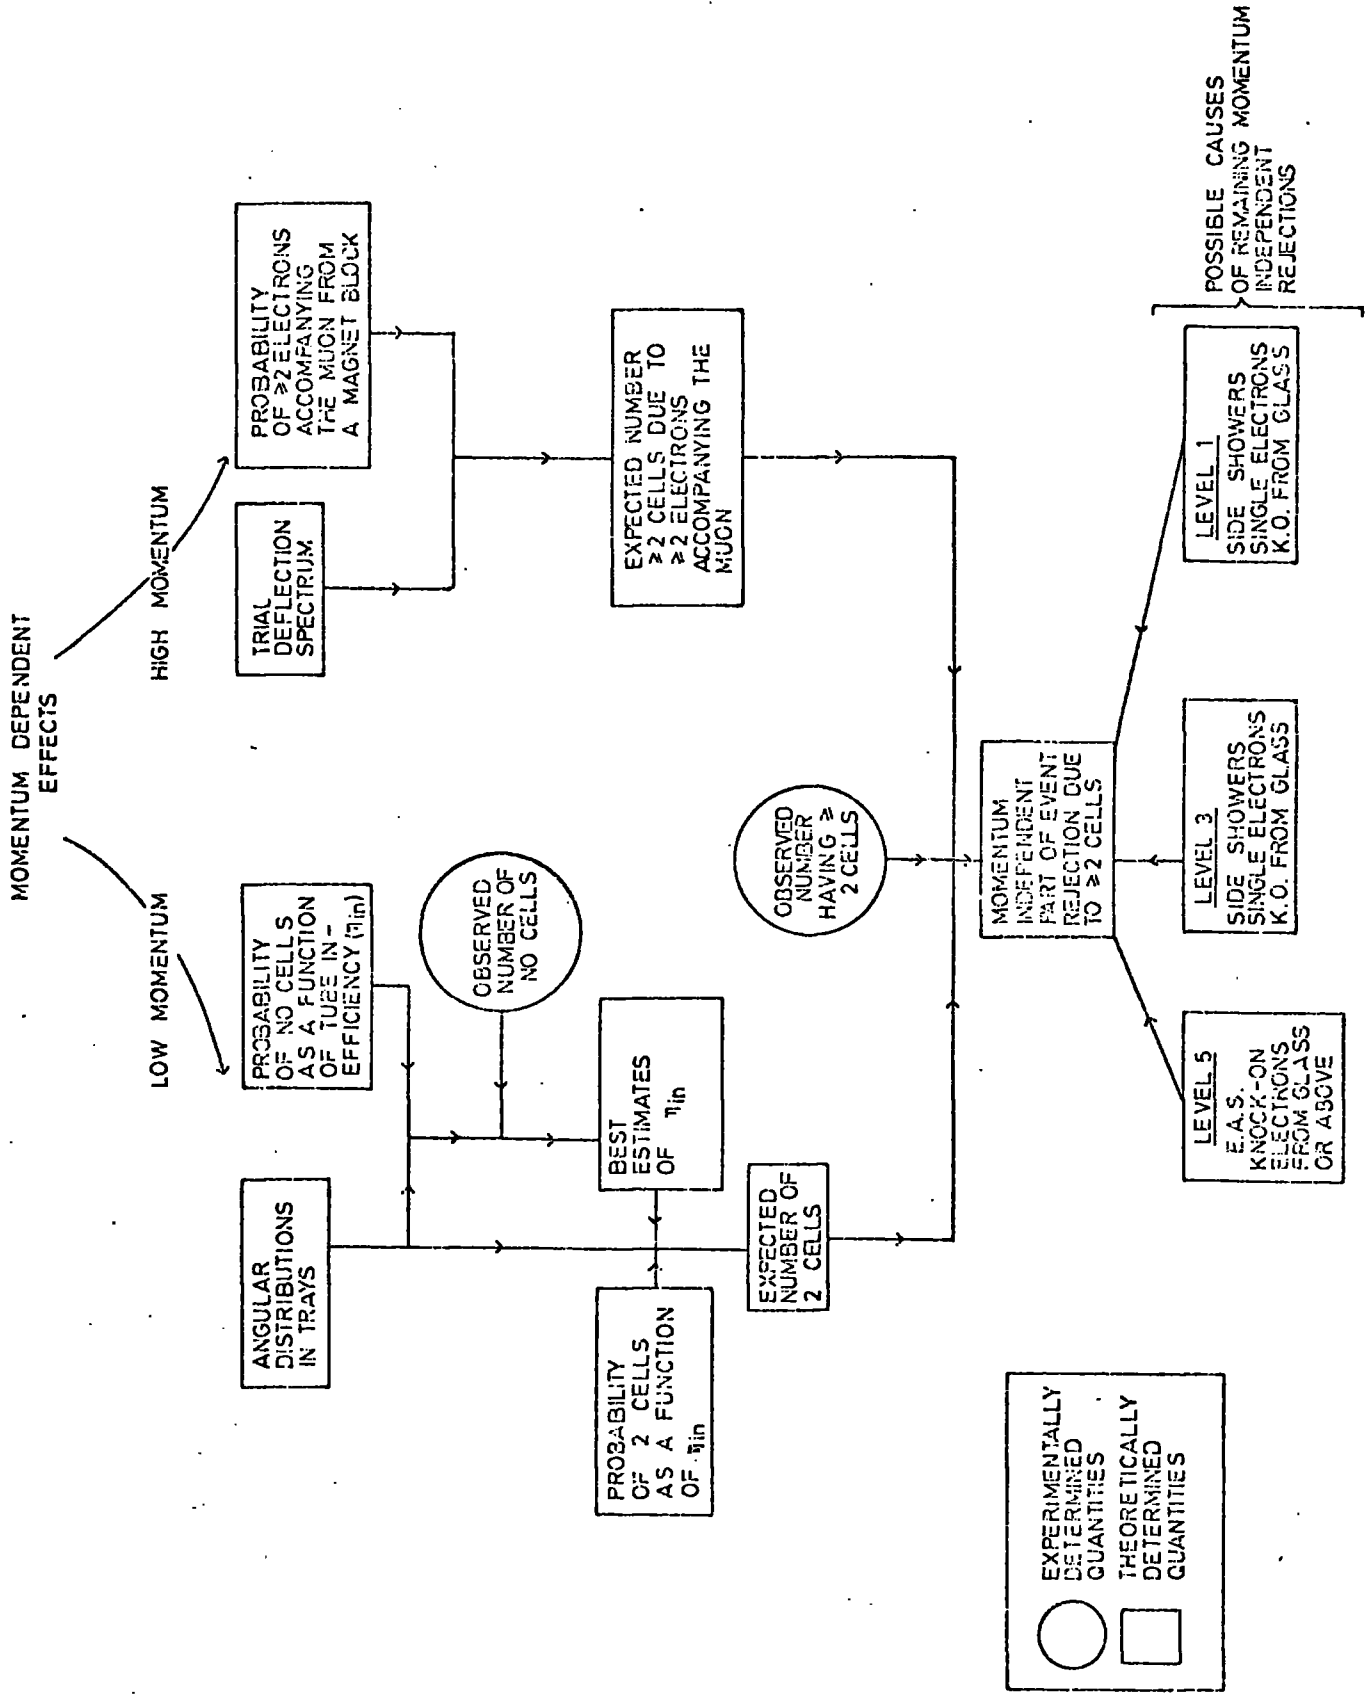 MOMENTUM DEPENDENT
EFFECTS
LOW MOMENTUM
HIGH MOMENTUM
ANGULAR
DISTRIBUTIONS
IN TRAYS
PROBABILITY
OF NO CELLS
AS A FUNCTION
OF TUBE IN-
EFFICIENCY (ηin)
TRIAL
DEFLECTION
SPECTRUM
PROBABILITY
OF ⩾2 ELECTRONS
ACCOMPANYING
THE MUON FROM
A MAGNET BLOCK
OBSERVED
NUMBER OF
NO CELLS
PROBABILITY
OF 2 CELLS
AS A FUNCTION
OF ηin
BEST
ESTIMATES
OF ηin
EXPECTED NUMBER
⩾2 CELLS DUE TO
⩾2 ELECTRONS
ACCOMPANYING THE
MUON
EXPECTED
NUMBER OF
2 CELLS
OBSERVED
NUMBER
HAVING ⩾
2 CELLS
MOMENTUM
INDEPENDENT
PART OF EVENT
REJECTION DUE
TO ⩾2 CELLS
LEVEL 5
E.A.S.
KNOCK-ON
ELECTRONS
FROM GLASS
OR ABOVE
LEVEL 3
SIDE SHOWERS
SINGLE ELECTRONS
K.O. FROM GLASS
LEVEL 1
SIDE SHOWERS
SINGLE ELECTRONS
K.O. FROM GLASS
POSSIBLE CAUSES
OF REMAINING MOMENTUM
INDEPENDENT
REJECTIONS
EXPERIMENTALLY
DETERMINED
QUANTITIES
THEORETICALLY
DETERMINED
QUANTITIES